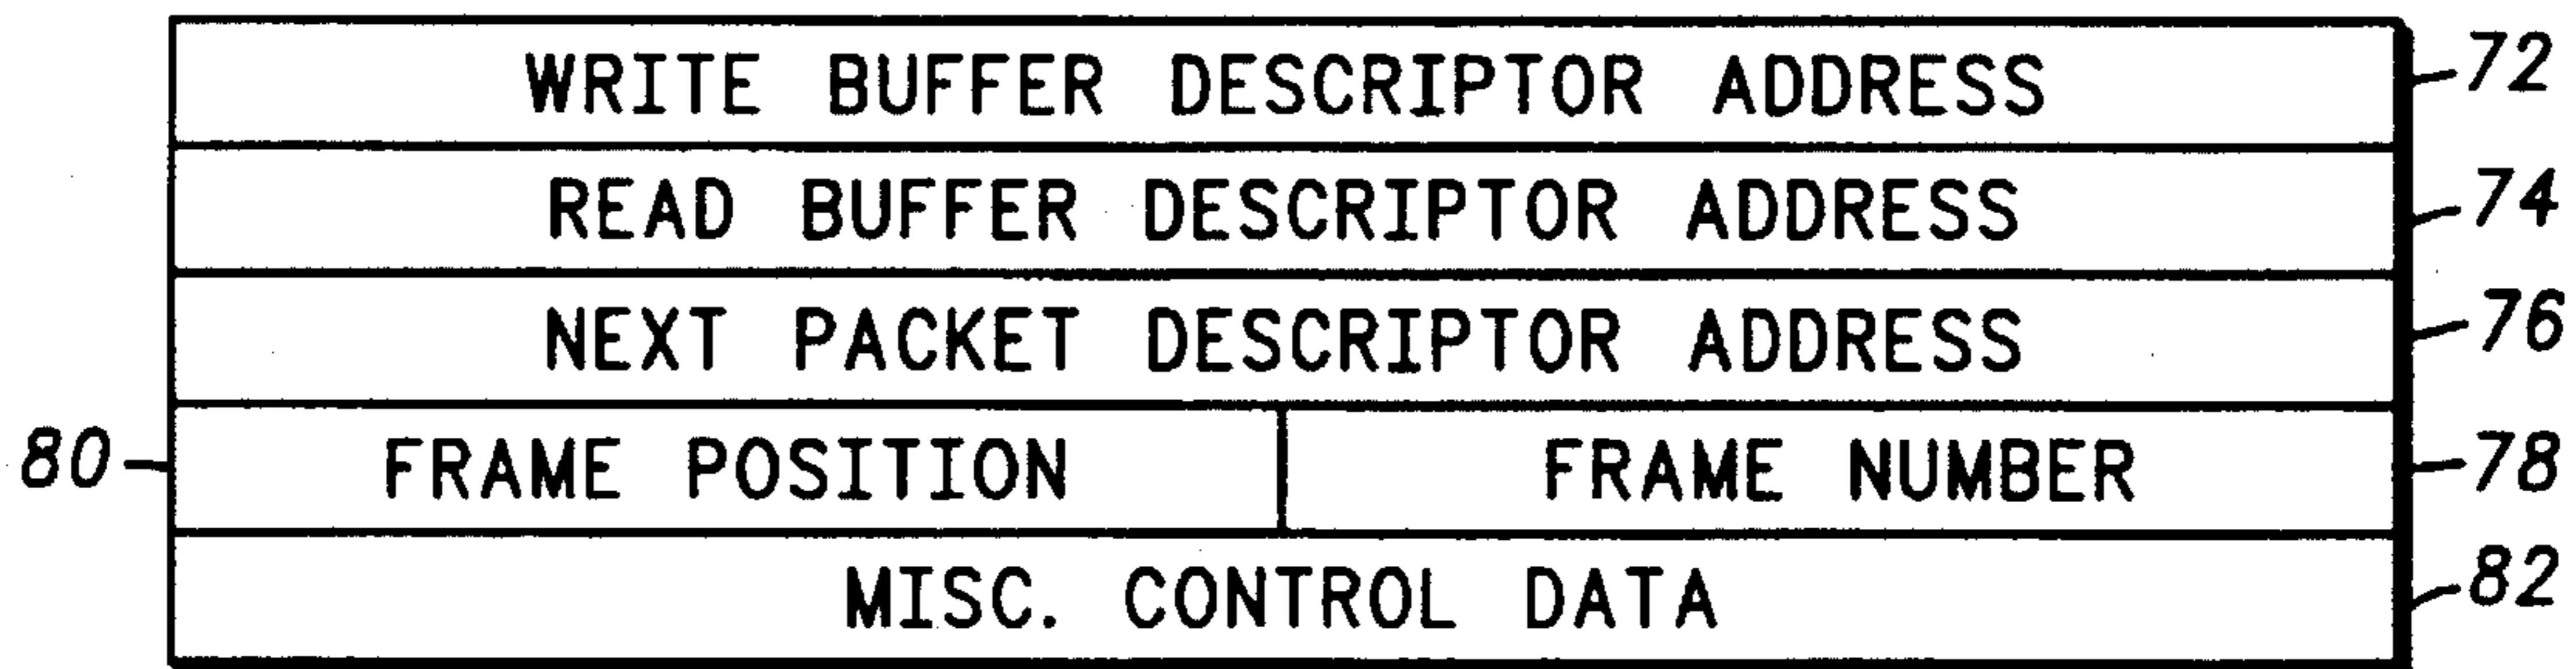 WRITE BUFFER DESCRIPTOR ADDRESS 72
READ BUFFER DESCRIPTOR ADDRESS 74
NEXT PACKET DESCRIPTOR ADDRESS 76
80 FRAME POSITION FRAME NUMBER 78
MISC. CONTROL DATA 82